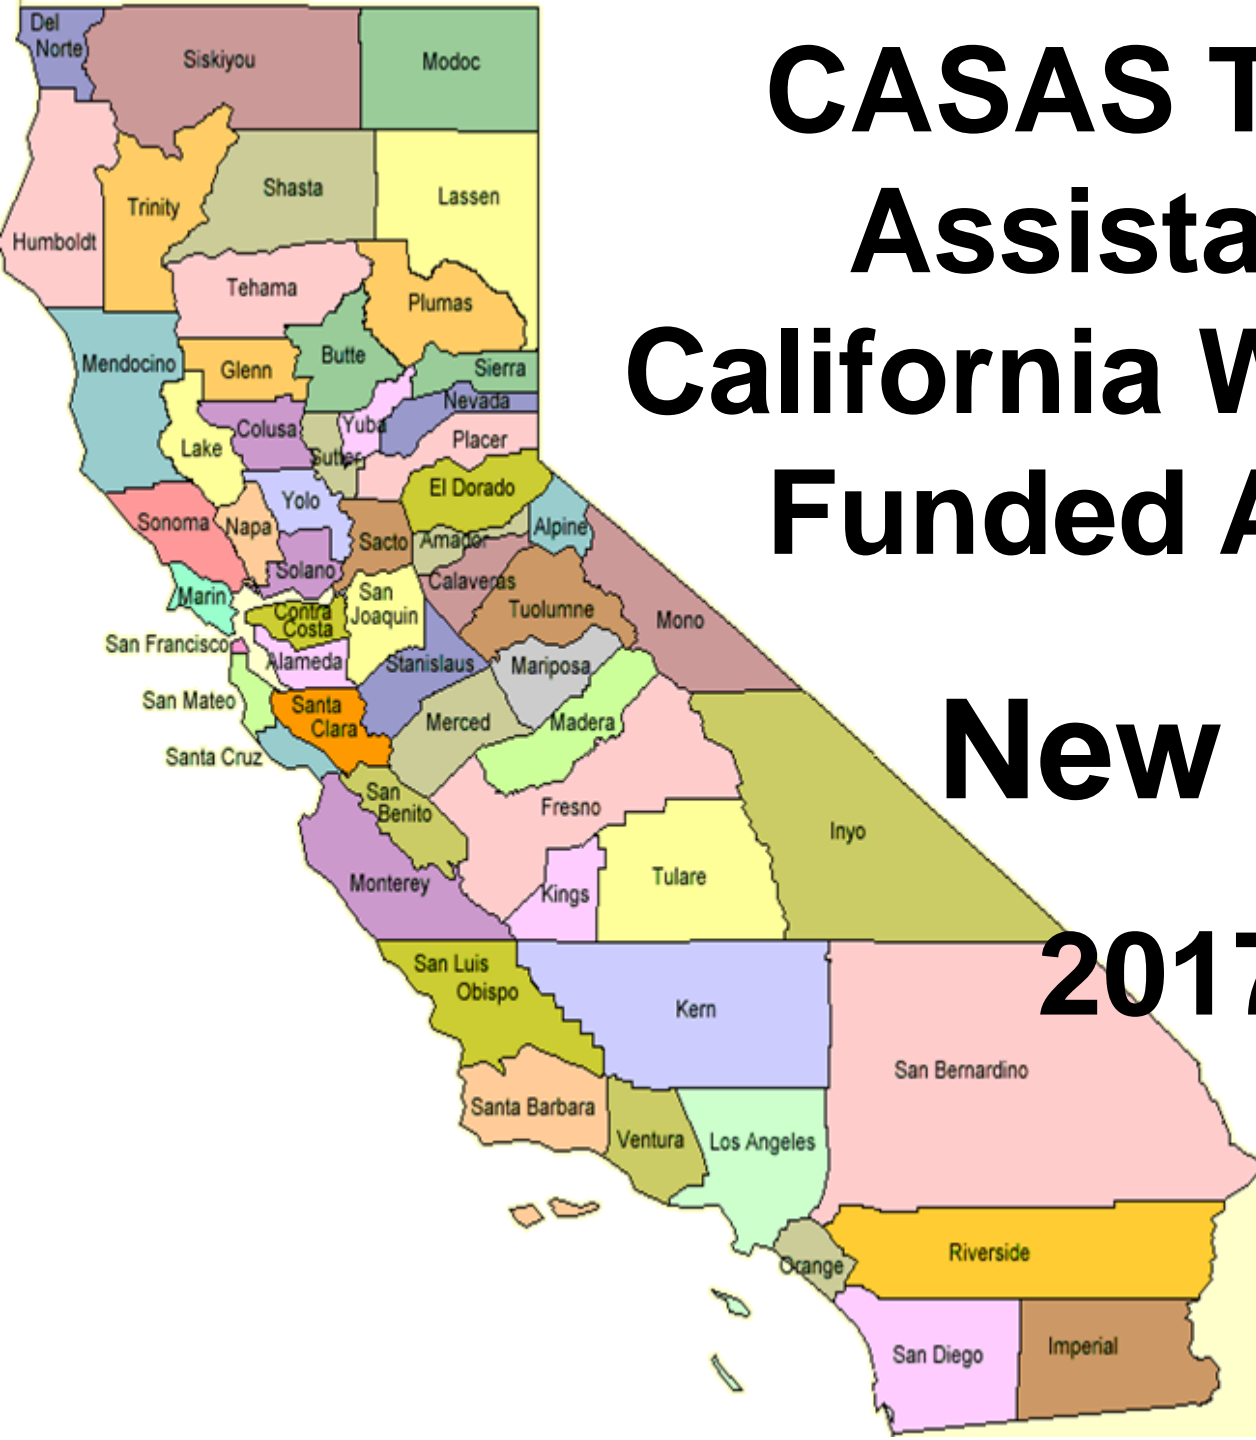 CASAS T
Assista
California W
Funded A
New
2017
Del
Norte
Siskiyou
Modoc
Humboldt
Trinity
Shasta
Lassen
Tehama
Plumas
Mendocino
Glenn
Butte
Sierra
Nevada
Lake
Colusa
Yuba
Sutter
Placer
Yolo
El Dorado
Sonoma
Napa
Sacto
Amador
Alpine
Solano
Marin
Calaveras
San
Joaquin
Contra
Costa
Tuolumne
Mono
San Francisco
Alameda
Stanislaus
Mariposa
San Mateo
Santa
Clara
Merced
Madera
Santa Cruz
San
Benito
Fresno
Inyo
Monterey
Kings
Tulare
San Luis
Obispo
Kern
San Bernardino
Santa Barbara
Ventura
Los Angeles
Orange
Riverside
San Diego
Imperial